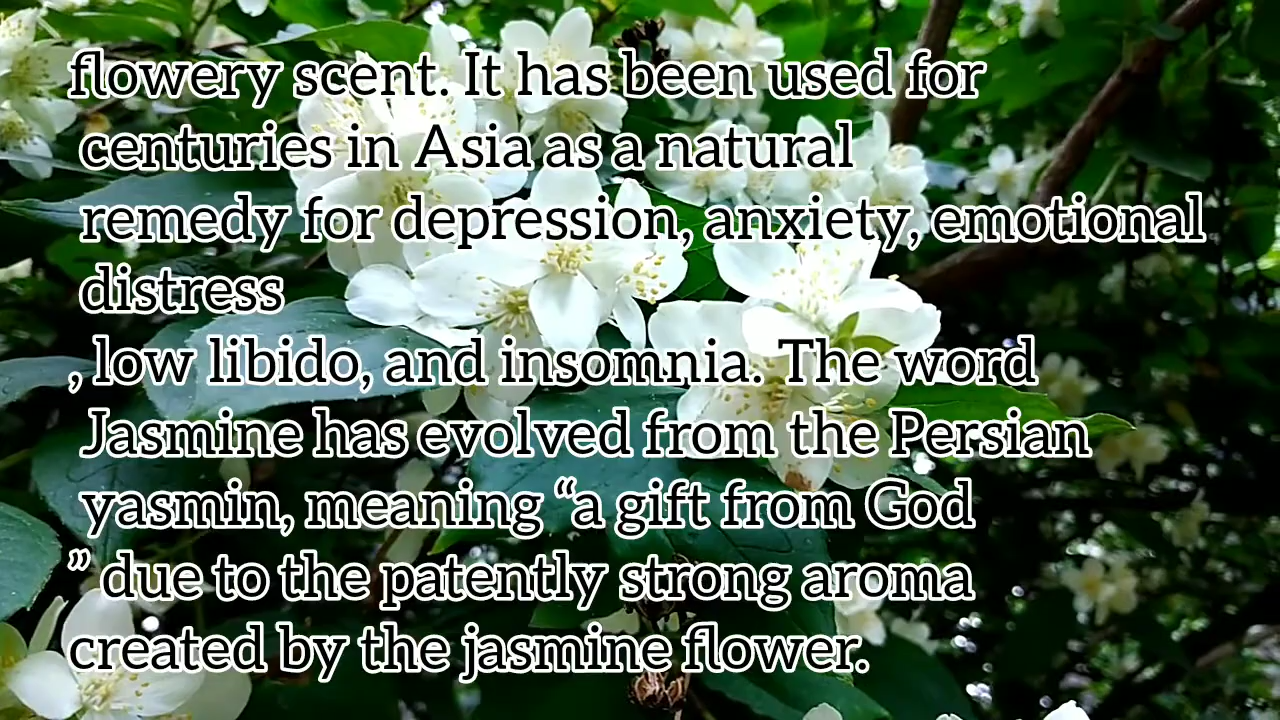 flowery scent. It has been used for
centuries in Asia as a natural
remedy for depression, anxiety, emotional
distress
, low libido, and insomnia. The word
Jasmine has evolved from the Persian
yasmin, meaning “a gift from God
” due to the patently strong aroma
created by the jasmine flower.